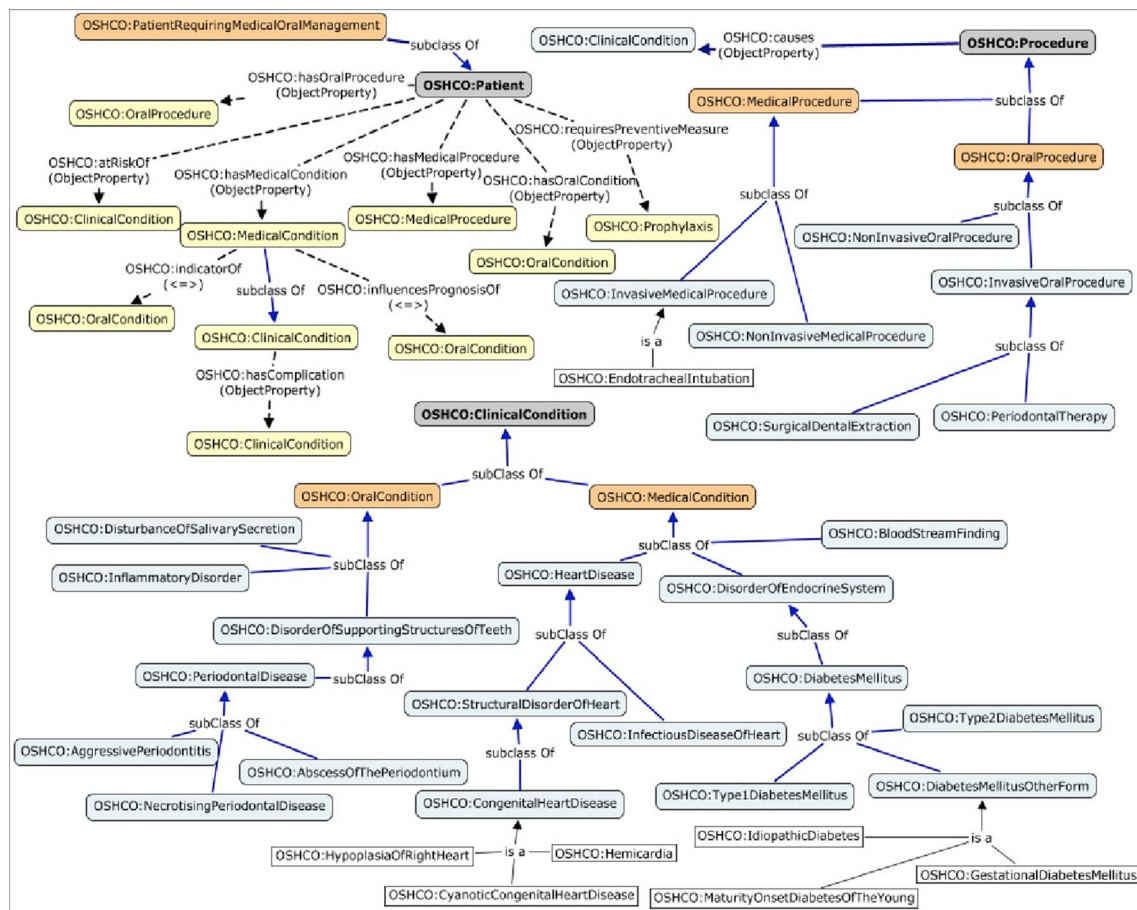 OSHCO:PatientRequiringMedicalOralManagement
subclass Of
OSHCO:hasOralProcedure
(ObjectProperty)
OSHCO:Patient
OSHCO:OralProcedure
OSHCO:atRiskOf
(ObjectProperty)
OSHCO:hasMedicalCondition
(ObjectProperty)
OSHCO:hasMedicalProcedure
(ObjectProperty)
OSHCO:hasOralCondition
(ObjectProperty)
OSHCO:requiresPreventiveMeasure
(ObjectProperty)
OSHCO:ClinicalCondition
OSHCO:MedicalCondition
OSHCO:MedicalProcedure
OSHCO:Prophylaxis
OSHCO:OralCondition
OSHCO:indicatorOf
(<=>)
subclass Of
OSHCO:influencesPrognosisOf
(<=>)
OSHCO:OralCondition
OSHCO:ClinicalCondition
OSHCO:OralCondition
OSHCO:hasComplication
(ObjectProperty)
OSHCO:ClinicalCondition
OSHCO:ClinicalCondition
OSHCO:causes
(ObjectProperty)
OSHCO:Procedure
OSHCO:MedicalProcedure
subclass Of
OSHCO:OralProcedure
subclass Of
subclass Of
OSHCO:NonInvasiveOralProcedure
OSHCO:InvasiveMedicalProcedure
OSHCO:InvasiveOralProcedure
OSHCO:NonInvasiveMedicalProcedure
is a
OSHCO:EndotrachealIntubation
subclass Of
OSHCO:SurgicalDentalExtraction
OSHCO:PeriodontalTherapy
OSHCO:ClinicalCondition
subClass Of
OSHCO:OralCondition
OSHCO:MedicalCondition
OSHCO:DisturbanceOfSalivarySecretion
OSHCO:InflammatoryDisorder
subClass Of
OSHCO:DisorderOfSupportingStructuresOfTeeth
OSHCO:PeriodontalDisease
subClass Of
subClass Of
OSHCO:AggressivePeriodontitis
OSHCO:AbscessOfThePeriodontium
OSHCO:NecrotisingPeriodontalDisease
subClass Of
OSHCO:BloodStreamFinding
OSHCO:HeartDisease
OSHCO:DisorderOfEndocrineSystem
subClass Of
subClass Of
OSHCO:StructuralDisorderOfHeart
OSHCO:InfectiousDiseaseOfHeart
OSHCO:DiabetesMellitus
subclass Of
OSHCO:CongenitalHeartDisease
subClass Of
OSHCO:Type2DiabetesMellitus
OSHCO:Type1DiabetesMellitus
OSHCO:DiabetesMellitusOtherForm
OSHCO:HypoplasiaOfRightHeart
is a
OSHCO:Hemicardia
OSHCO:CyanoticCongenitalHeartDisease
OSHCO:IdiopathicDiabetes
is a
OSHCO:GestationalDiabetesMellitus
OSHCO:MaturityOnsetDiabetesOfTheYoung